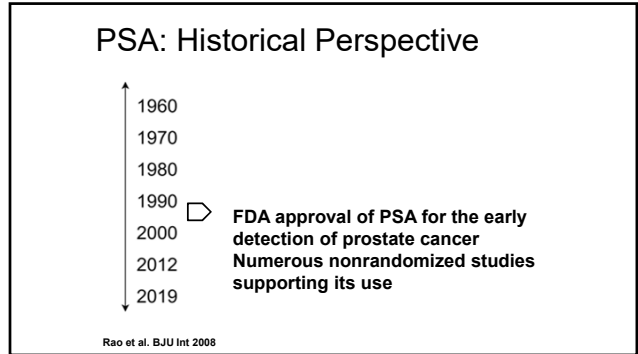 PSA: Historical Perspective
1960
1970
1980
1990
2000
2012
2019
FDA approval of PSA for the early
detection of prostate cancer
Numerous nonrandomized studies
supporting its use
Rao et al. BJU Int 2008